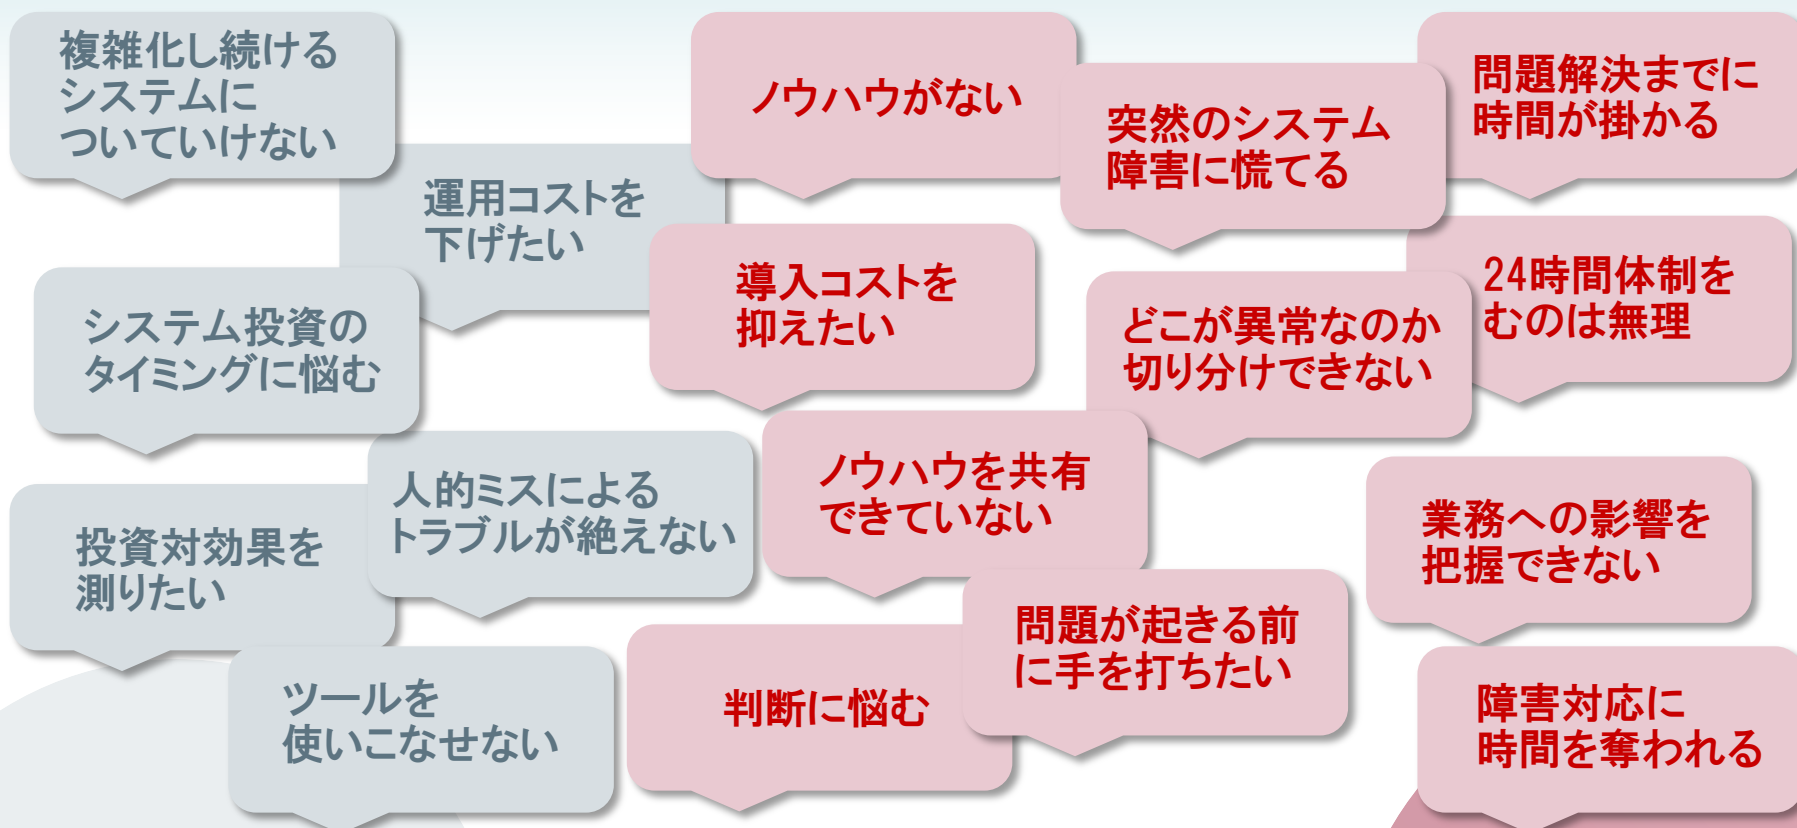 複雑化し続ける
システムに
ついていけない
運用コストを
下げたい
システム投資の
タイミングに悩む
人的ミスによる
トラブルが絶えない
投資対効果を
測りたい
ツールを
使いこなせない
ノウハウがない
突然のシステム
障害に慌てる
問題解決までに
時間が掛かる
導入コストを
抑えたい
どこが異常なのか
切り分けできない
24時間体制を
むのは無理
ノウハウを共有
できていない
業務への影響を
把握できない
問題が起きる前
に手を打ちたい
判断に悩む
障害対応に
時間を奪われる